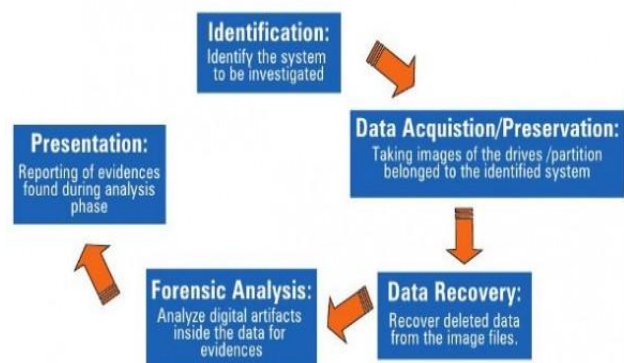 Identification:
Identify the system
to be investigated
Data Acquistion/Preservation:
Taking images of the drives /partition
belonged to the identified system
Data Recovery:
Recover deleted data
from the image files.
Forensic Analysis:
Analyze digital artifacts
inside the data for
evidences
Presentation:
Reporting of evidences
found during analysis
phase